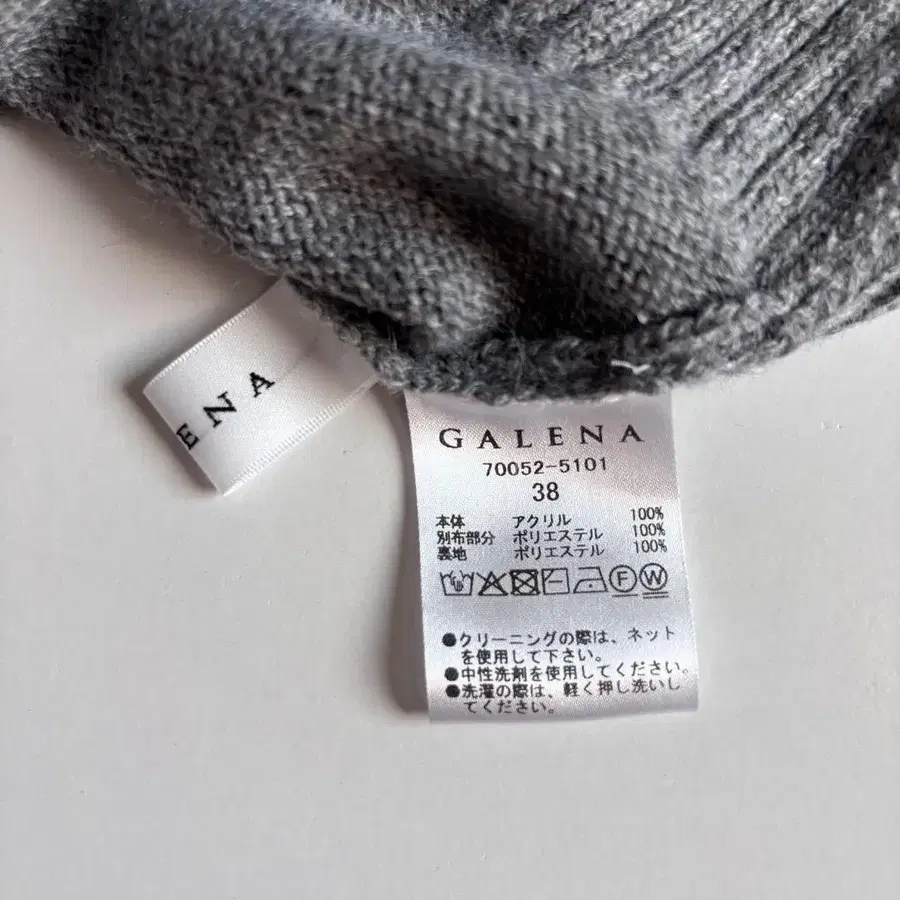 ENA
GALENA
70052-5101
38
本体 アクリル 100%
別布部分 ポリエステル 100%
裏地 ポリエステル 100%
F W
●クリーニングの際は、ネット
を使用して下さい。
●中性洗剤を使用してください。
●洗濯の際は、軽く押し洗いし
てください。